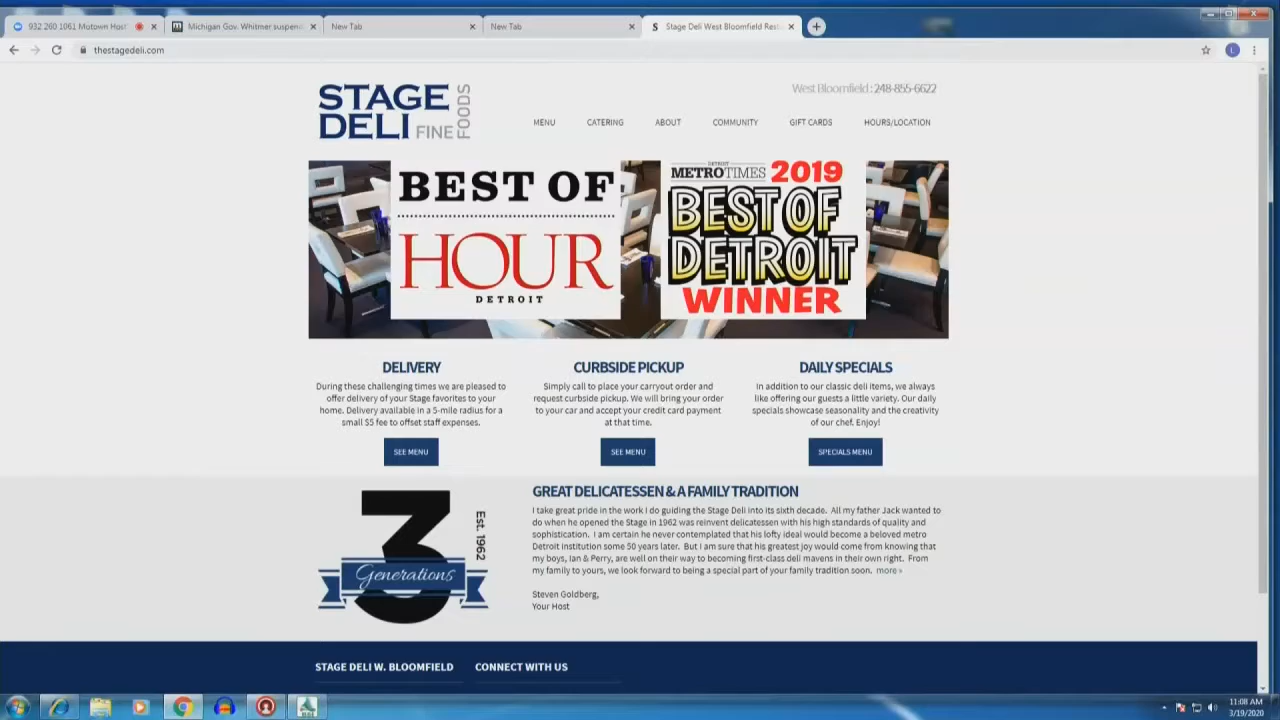 932 260 1061 Motown Host
Michigan Gov. Whitmer suspend
New Tab
New Tab
Stage Deli West Bloomfield Rest
thestagedeli.com
L
STAGE
DELI FINE FOODS
West Bloomfield : 248-855-6622
MENU CATERING ABOUT COMMUNITY GIFT CARDS HOURS/LOCATION
BEST OF
HOUR
DETROIT
DETROIT
METROTIMES 2019
BEST OF
DETROIT
WINNER
DELIVERY
During these challenging times we are pleased to
offer delivery of your Stage favorites to your
home. Delivery available in a 5-mile radius for a
small $5 fee to offset staff expenses.
SEE MENU
CURBSIDE PICKUP
Simply call to place your carryout order and
request curbside pickup. We will bring your order
to your car and accept your credit card payment
at that time.
SEE MENU
DAILY SPECIALS
In addition to our classic deli items, we always
like offering our guests a little variety. Our daily
specials showcase seasonality and the creativity
of our chef. Enjoy!
SPECIALS MENU
3
Generations
Est. 1962
GREAT DELICATESSEN & A FAMILY TRADITION
I take great pride in the work I do guiding the Stage Deli into its sixth decade. All my father Jack wanted to
do when he opened the Stage in 1962 was reinvent delicatessen with his high standards of quality and
sophistication. I am certain he never contemplated that his lofty ideal would become a beloved metro
Detroit institution some 50 years later. But I am sure that his greatest joy would come from knowing that
my boys, Ian & Perry, are well on their way to becoming first-class deli mavens in their own right. From
my family to yours, we look forward to being a special part of your family tradition soon. more »
Steven Goldberg,
Your Host
STAGE DELI W. BLOOMFIELD
CONNECT WITH US
11:08 AM
3/19/2020